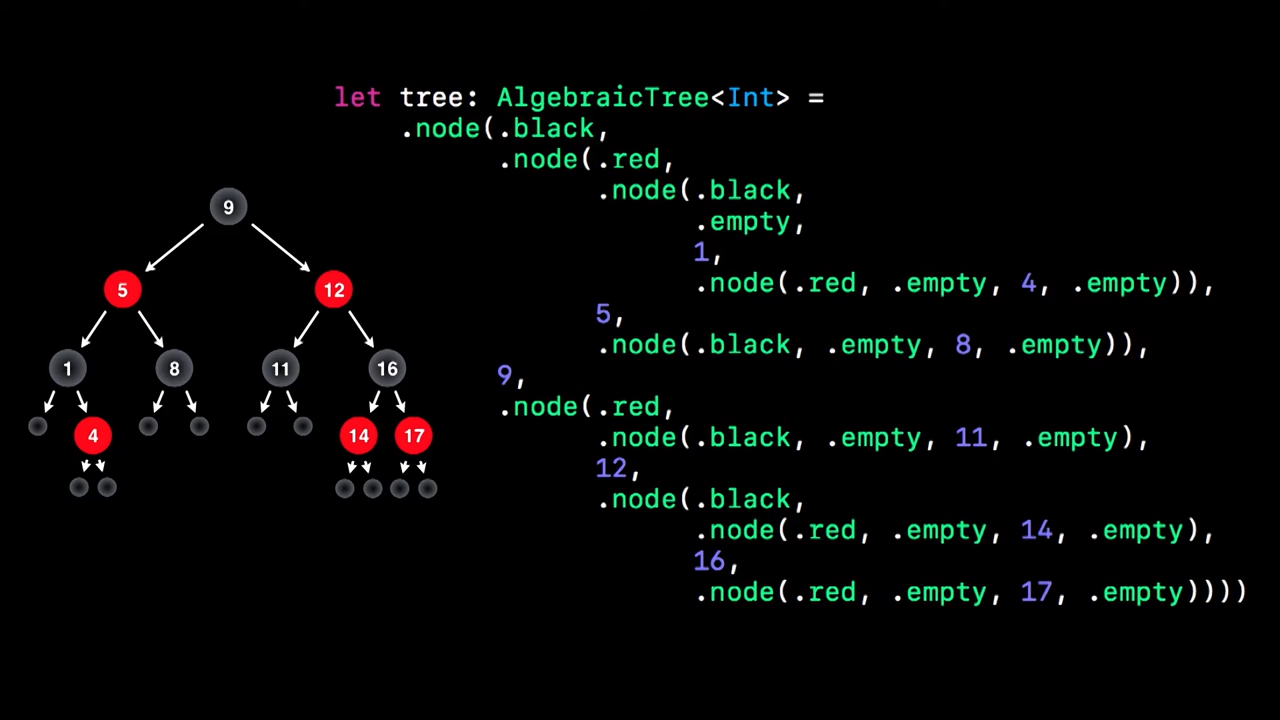 let tree: AlgebraicTree<Int> =
.node(.black,
.node(.red,
.node(.black,
.empty,
1,
.node(.red, .empty, 4, .empty)),
5,
.node(.black, .empty, 8, .empty)),
9,
.node(.red,
.node(.black, .empty, 11, .empty),
12,
.node(.black,
.node(.red, .empty, 14, .empty),
16,
.node(.red, .empty, 17, .empty))))
9
5 12
1 8 11 16
4 14 17